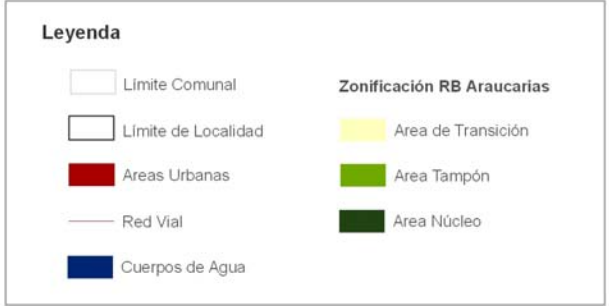 Leyenda
Límite Comunal
Límite de Localidad
Areas Urbanas
Red Vial
Cuerpos de Agua
Zonificación RB Araucarias
Area de Transición
Area Tampón
Area Núcleo